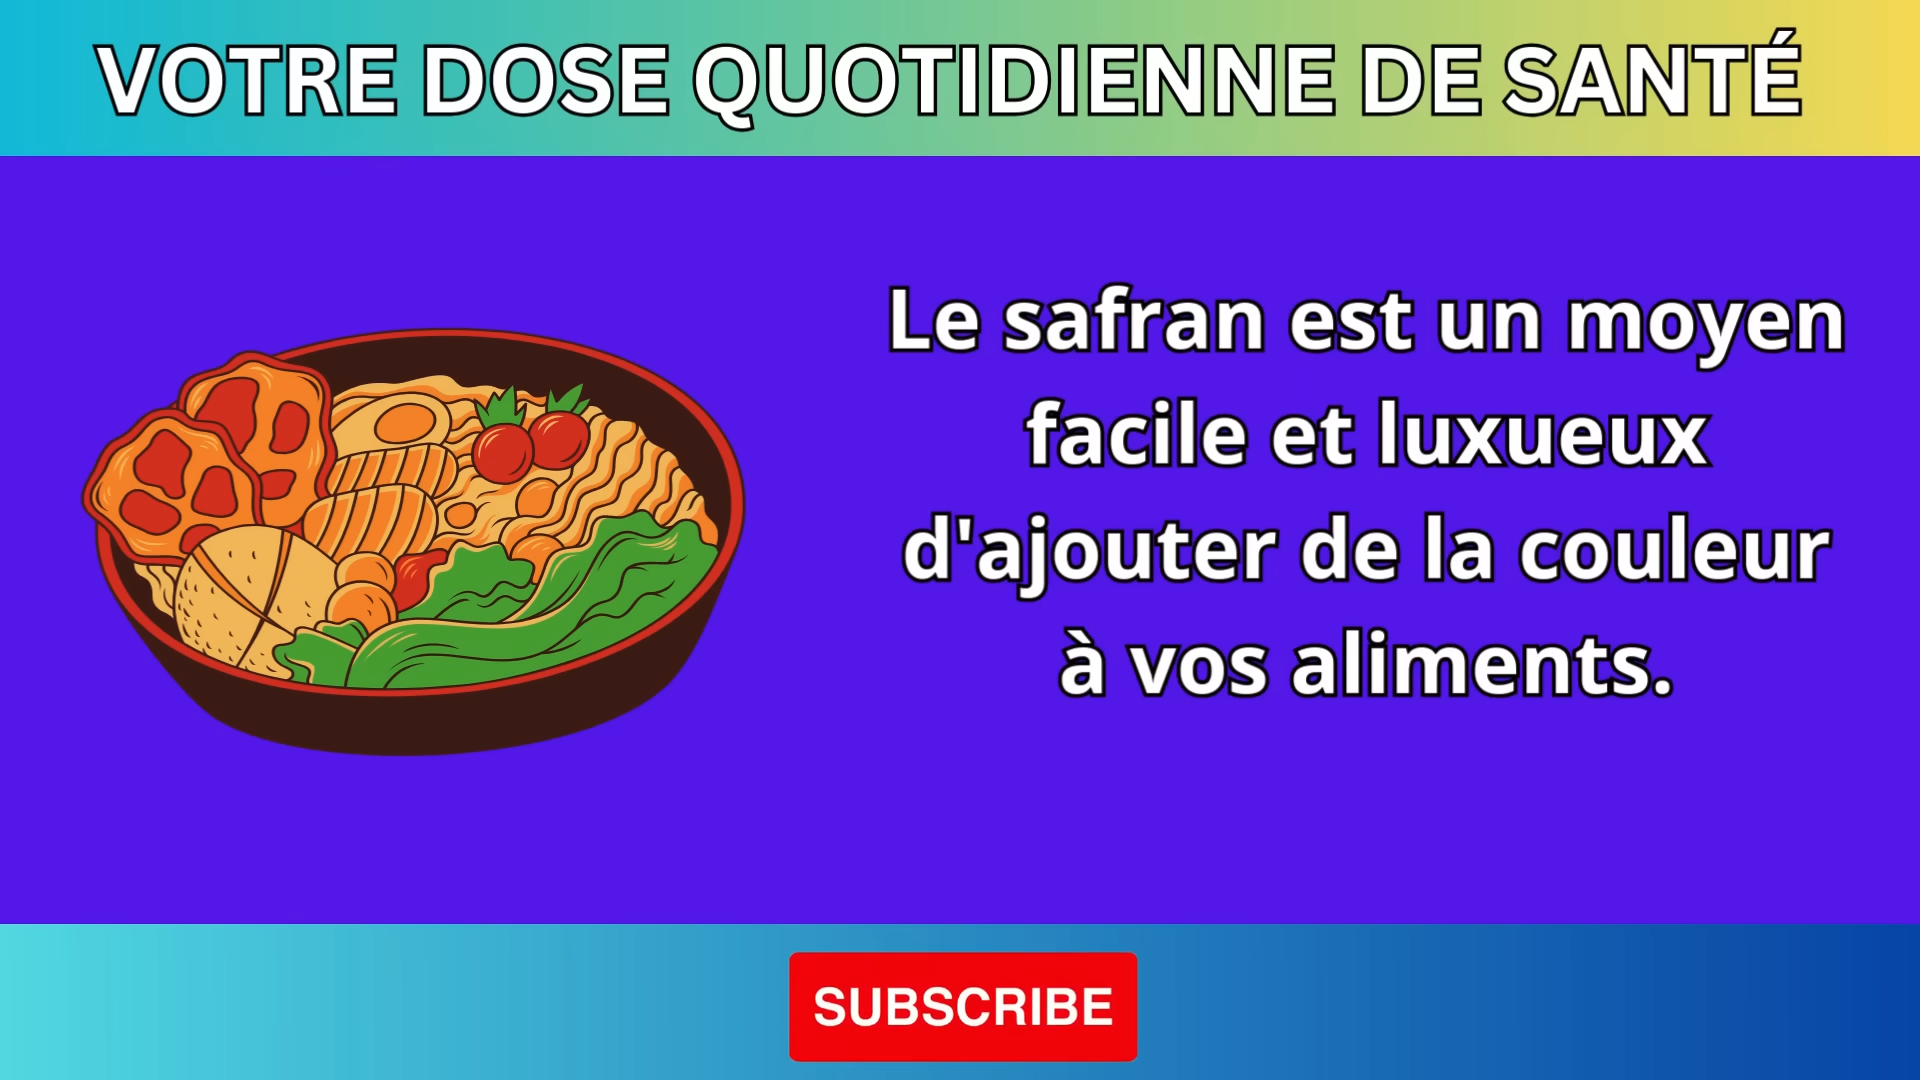 VOTRE DOSE QUOTIDIENNE DE SANTÉ
Le safran est un moyen
facile et luxueux
d'ajouter de la couleur
à vos aliments.
SUBSCRIBE